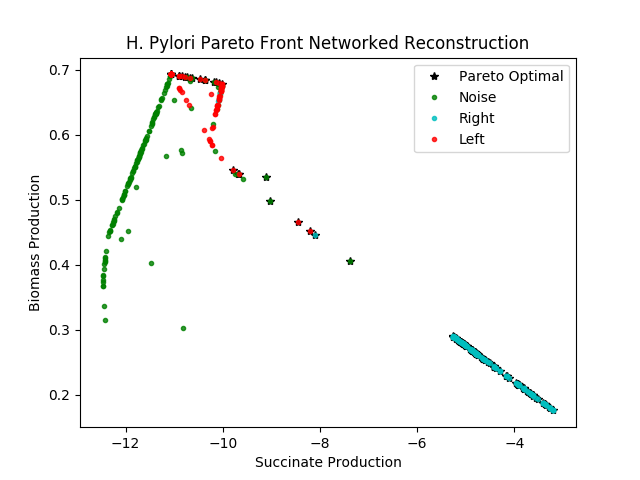 H. Pylori Pareto Front Networked Reconstruction
Pareto Optimal
Noise
Right
Left
Biomass Production
0.7
0.6
0.5
0.4
0.3
0.2
−12
−10
−8
−6
−4
Succinate Production